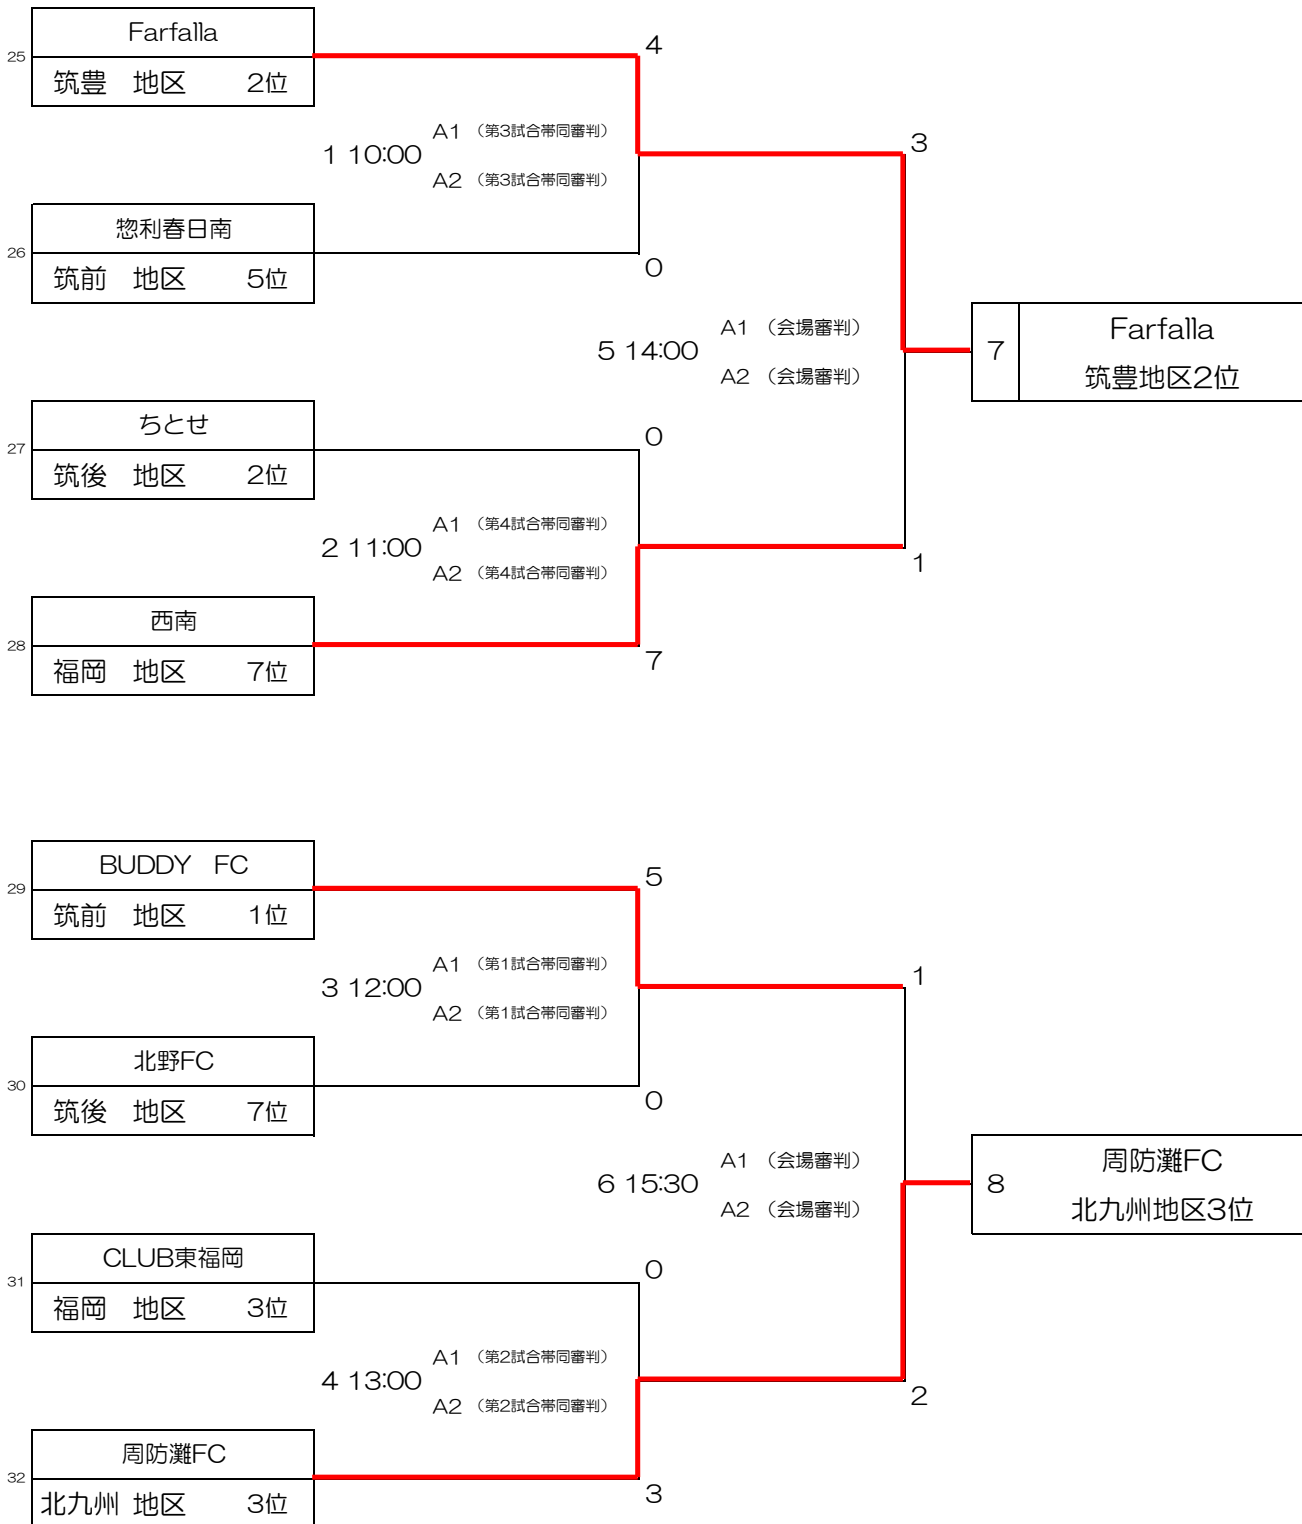 Farfalla
25
筑豊 地区 2位
4
1 10:00
A1 （第3試合帯同審判）
A2 （第3試合帯同審判）
3
惣利春日南
26
筑前 地区 5位
0
5 14:00
A1 （会場審判）
A2 （会場審判）
7
Farfalla
筑豊地区2位
ちとせ
27
筑後 地区 2位
0
2 11:00
A1 （第4試合帯同審判）
A2 （第4試合帯同審判）
1
西南
28
福岡 地区 7位
7
BUDDY FC
29
筑前 地区 1位
5
3 12:00
A1 （第1試合帯同審判）
A2 （第1試合帯同審判）
1
北野FC
30
筑後 地区 7位
0
6 15:30
A1 （会場審判）
A2 （会場審判）
8
周防灘FC
北九州地区3位
CLUB東福岡
31
福岡 地区 3位
0
4 13:00
A1 （第2試合帯同審判）
A2 （第2試合帯同審判）
2
周防灘FC
32
北九州 地区 3位
3